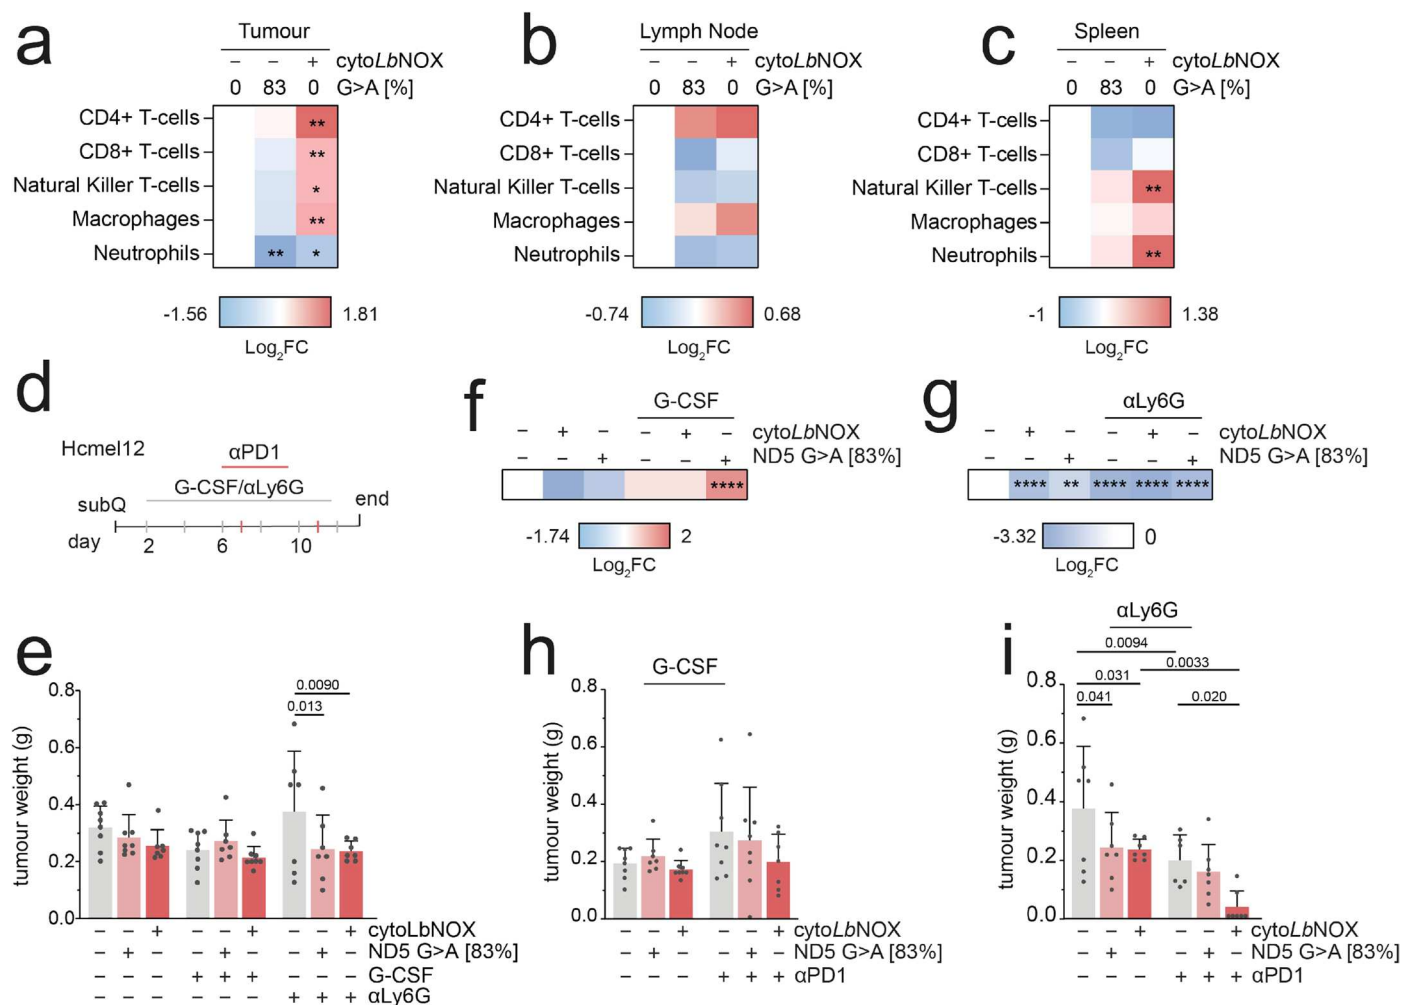 a
Tumour
− − + cytoLbNOX
0 83 0 G>A [%]
CD4+ T-cells
**
CD8+ T-cells
**
Natural Killer T-cells
*
Macrophages
**
Neutrophils
** *
-1.56 1.81
Log2FC
b
Lymph Node
− − + cytoLbNOX
0 83 0 G>A [%]
CD4+ T-cells
CD8+ T-cells
Natural Killer T-cells
Macrophages
Neutrophils
-0.74 0.68
Log2FC
c
Spleen
− − + cytoLbNOX
0 83 0 G>A [%]
CD4+ T-cells
CD8+ T-cells
Natural Killer T-cells
**
Macrophages
Neutrophils
**
-1 1.38
Log2FC
d
Hcmel12
αPD1
G-CSF/αLy6G
subQ
end
day 2 6 10
f
G-CSF
− + − − + − cytoLbNOX
− − + − − + ND5 G>A [83%]
****
-1.74 2
Log2FC
g
αLy6G
− + − − + − cytoLbNOX
− − + − − + ND5 G>A [83%]
**** ** **** **** ****
-3.32 0
Log2FC
e
0.0090
0.013
tumour weight (g)
0.8
0.6
0.4
0.2
0.0
− − + − − + − − + cytoLbNOX
− + − − + − − + − ND5 G>A [83%]
− − − + + + − − − G-CSF
− − − − − − + + + αLy6G
h
G-CSF
tumour weight (g)
0.8
0.6
0.4
0.2
0.0
− − + − − + cytoLbNOX
− + − − + − ND5 G>A [83%]
− − − + + + αPD1
i
αLy6G
0.0094
0.0033
0.031
0.041
0.020
tumour weight (g)
0.8
0.6
0.4
0.2
0.0
− − + − − + cytoLbNOX
− + − − + − ND5 G>A [83%]
− − − + + + αPD1